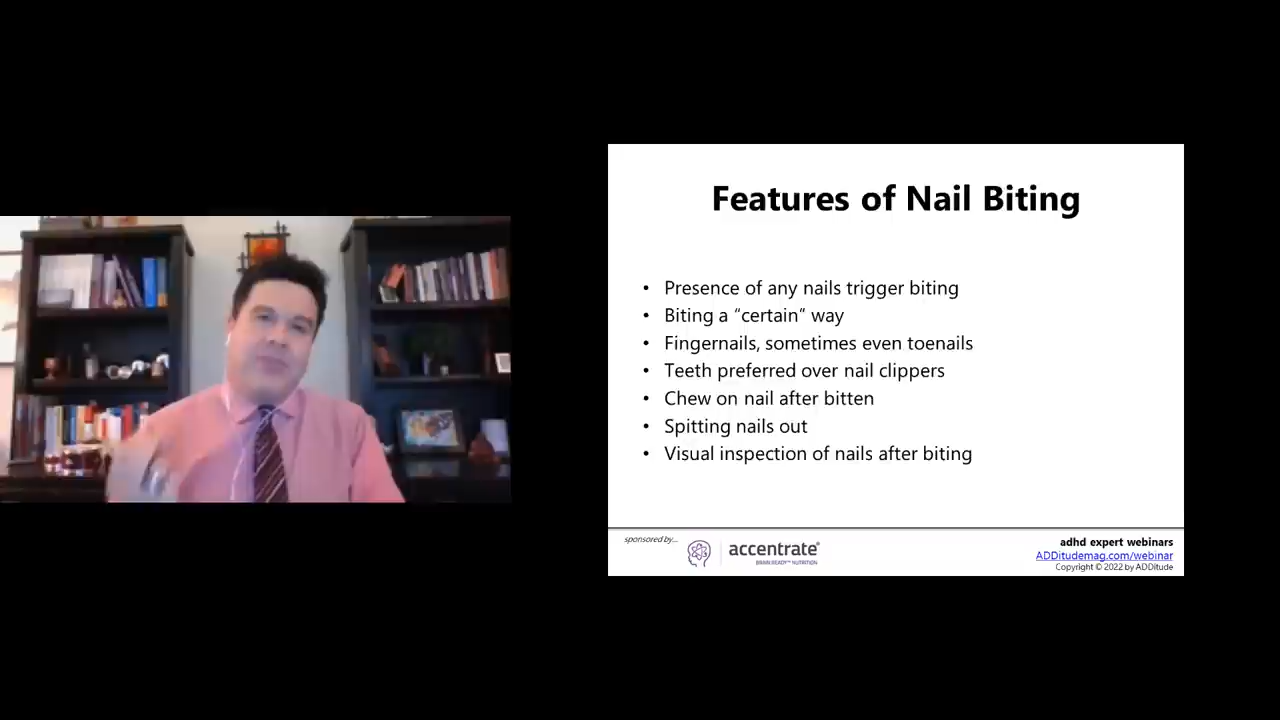 Features of Nail Biting
• Presence of any nails trigger biting
• Biting a “certain” way
• Fingernails, sometimes even toenails
• Teeth preferred over nail clippers
• Chew on nail after bitten
• Spitting nails out
• Visual inspection of nails after biting
sponsored by...
accentrate®
BRAIN READY™ NUTRITION
adhd expert webinars
ADDitudemag.com/webinar
Copyright © 2022 by ADDitude